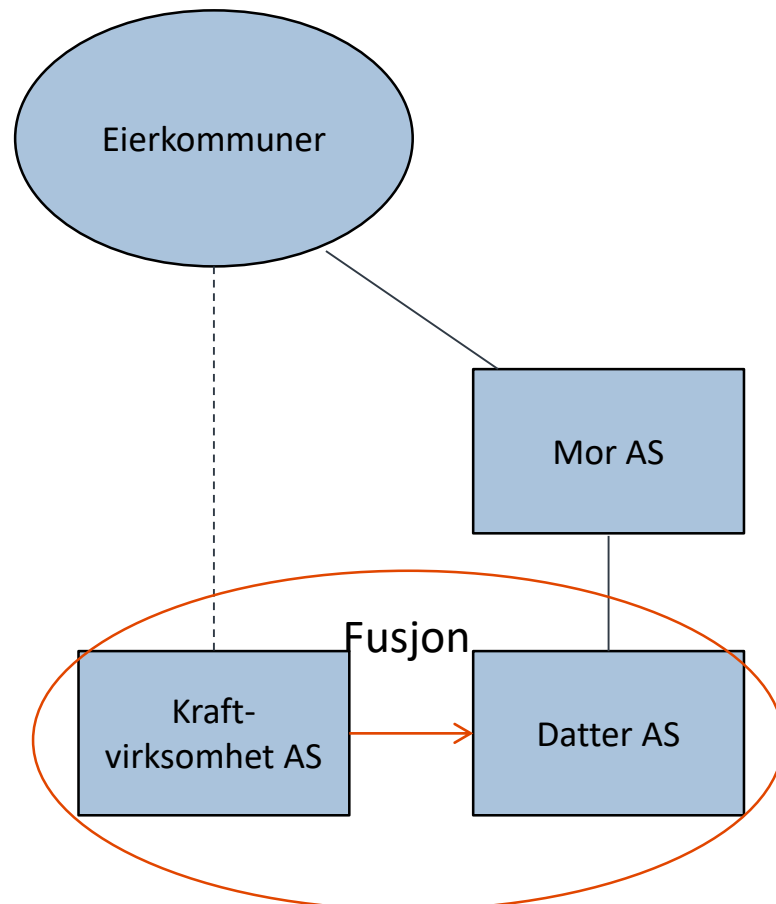 Eierkommuner
Mor AS
Fusjon
Kraft-
virksomhet AS
Datter AS